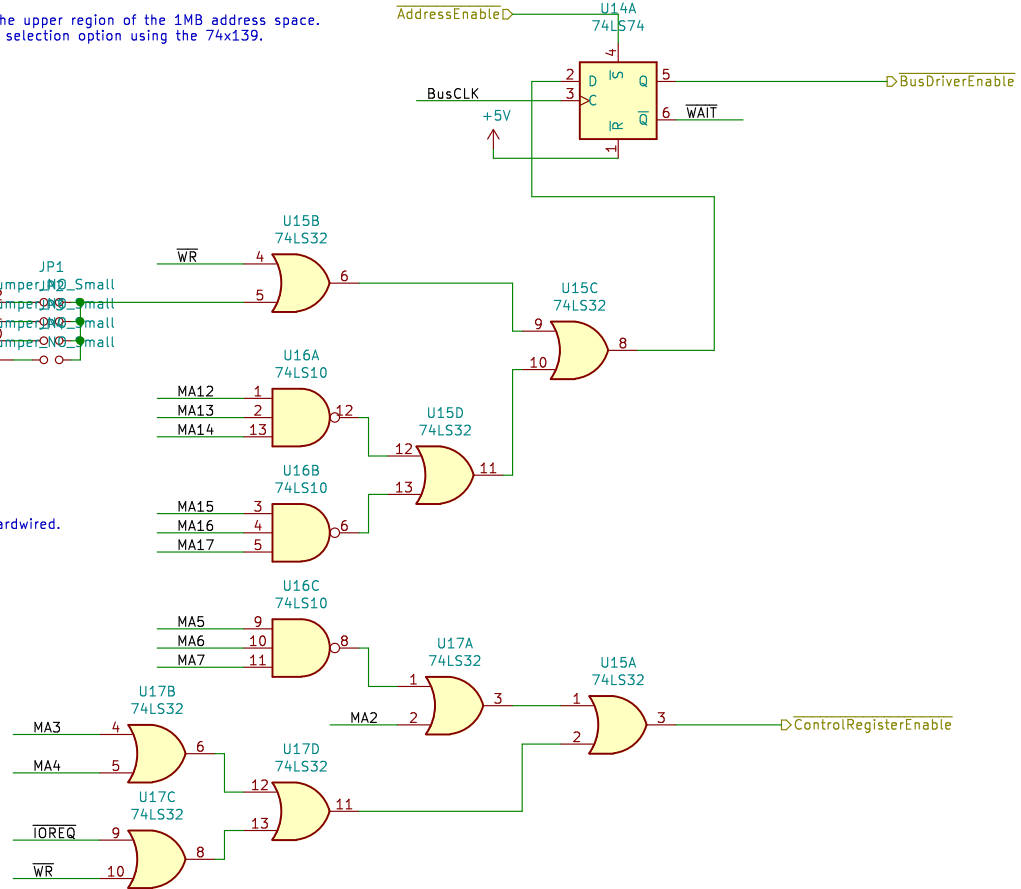 he upper region of the 1MB address space.
selection option using the 74x139.
AddressEnable
U14A
74LS74
4
2
D
S
Q
5
BusDriverEnable
BusCLK
3
C
+5V
R
Q
6
WAIT
1
U15B
74LS32
WR
4
6
5
JP1
umper_NO_Small
umper_NO_Small
umper_NO_Small
umper_NO_Small
U15C
74LS32
9
8
10
U16A
74LS10
MA12
1
MA13
2
12
MA14
13
U15D
74LS32
12
11
13
U16B
74LS10
MA15
3
MA16
4
6
MA17
5
ardwired.
U16C
74LS10
MA5
9
MA6
10
8
MA7
11
U17A
74LS32
1
3
MA2
2
U15A
74LS32
1
3
ControlRegisterEnable
2
U17B
74LS32
MA3
4
6
MA4
5
U17D
74LS32
12
11
13
U17C
74LS32
IOREQ
9
8
WR
10